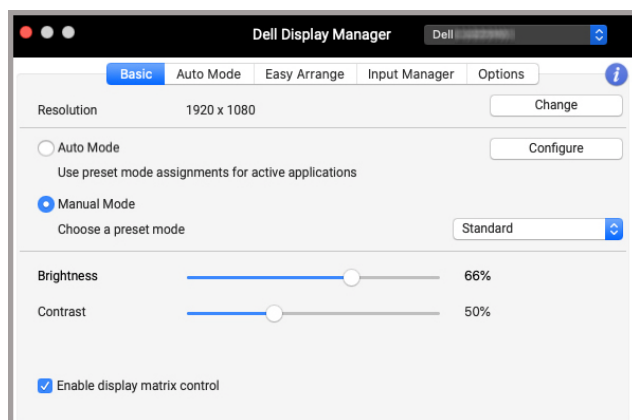 Dell Display Manager Dell
Basic Auto Mode Easy Arrange Input Manager Options i
Resolution 1920 x 1080 Change
Auto Mode Configure
Use preset mode assignments for active applications
Manual Mode
Choose a preset mode Standard
Brightness 66%
Contrast 50%
Enable display matrix control